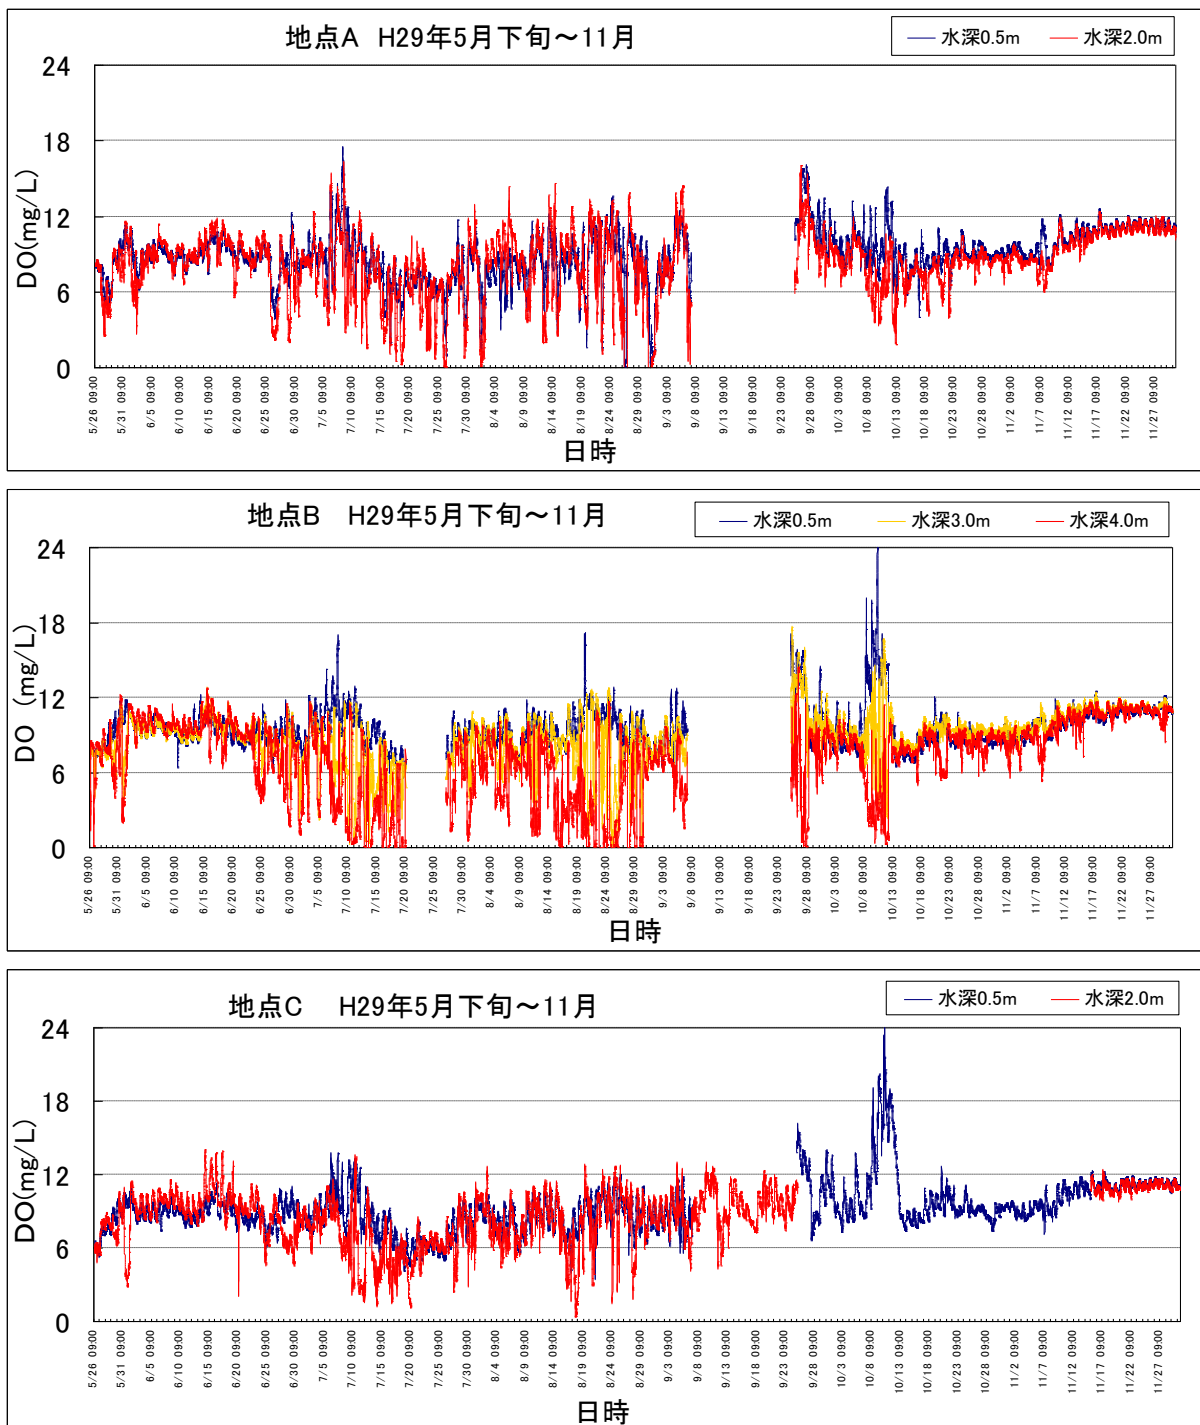 地点A H29年5月下旬～11月
水深0.5m 水深2.0m
DO(mg/L)
24
18
12
6
0
5/26 09:00 5/31 09:00 6/5 09:00 6/10 09:00 6/15 09:00 6/20 09:00 6/25 09:00 6/30 09:00 7/5 09:00 7/10 09:00 7/15 09:00 7/20 09:00 7/25 09:00 7/30 09:00 8/4 09:00 8/9 09:00 8/14 09:00 8/19 09:00 8/24 09:00 8/29 09:00 9/3 09:00 9/8 09:00 9/13 09:00 9/18 09:00 9/23 09:00 9/28 09:00 10/3 09:00 10/8 09:00 10/13 09:00 10/18 09:00 10/23 09:00 10/28 09:00 11/2 09:00 11/7 09:00 11/12 09:00 11/17 09:00 11/22 09:00 11/27 09:00
日時
地点B H29年5月下旬～11月
水深0.5m 水深3.0m 水深4.0m
DO (mg/L)
24
18
12
6
0
5/26 09:00 5/31 09:00 6/5 09:00 6/10 09:00 6/15 09:00 6/20 09:00 6/25 09:00 6/30 09:00 7/5 09:00 7/10 09:00 7/15 09:00 7/20 09:00 7/25 09:00 7/30 09:00 8/4 09:00 8/9 09:00 8/14 09:00 8/19 09:00 8/24 09:00 8/29 09:00 9/3 09:00 9/8 09:00 9/13 09:00 9/18 09:00 9/23 09:00 9/28 09:00 10/3 09:00 10/8 09:00 10/13 09:00 10/18 09:00 10/23 09:00 10/28 09:00 11/2 09:00 11/7 09:00 11/12 09:00 11/17 09:00 11/22 09:00 11/27 09:00
日時
地点C H29年5月下旬～11月
水深0.5m 水深2.0m
DO(mg/L)
24
18
12
6
0
5/26 09:00 5/31 09:00 6/5 09:00 6/10 09:00 6/15 09:00 6/20 09:00 6/25 09:00 6/30 09:00 7/5 09:00 7/10 09:00 7/15 09:00 7/20 09:00 7/25 09:00 7/30 09:00 8/4 09:00 8/9 09:00 8/14 09:00 8/19 09:00 8/24 09:00 8/29 09:00 9/3 09:00 9/8 09:00 9/13 09:00 9/18 09:00 9/23 09:00 9/28 09:00 10/3 09:00 10/8 09:00 10/13 09:00 10/18 09:00 10/23 09:00 10/28 09:00 11/2 09:00 11/7 09:00 11/12 09:00 11/17 09:00 11/22 09:00 11/27 09:00
日時